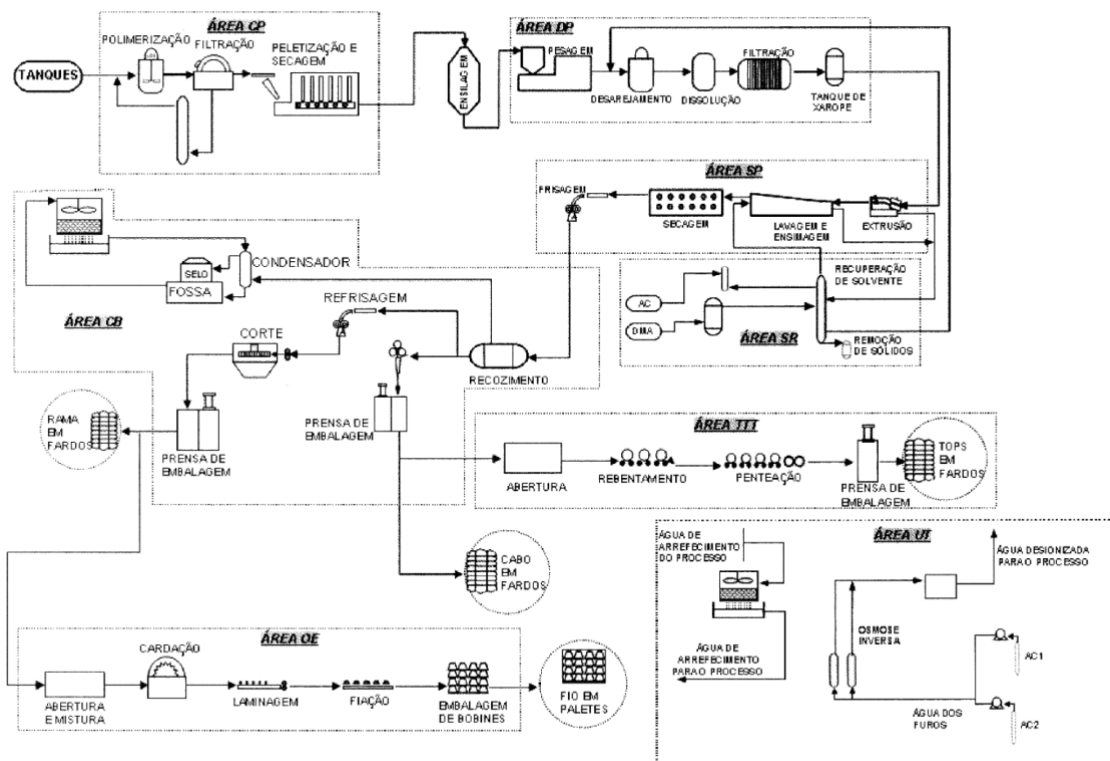 ÁREA CP
POLIMERIZAÇÃO
FILTRAÇÃO
PELETIZAÇÃO E
SECAGEM
TANQUES
ENSILAGEM
ÁREA DP
PESAGEM
FILTRAÇÃO
DESAREJAMENTO
DISSOLUÇÃO
TANQUE DE
XAROPE
ÁREA SP
FRISAGEM
SECAGEM
LAVAGEM E
ENSIMAGEM
EXTRUSÃO
RECUPERAÇÃO
DE SOLVENTE
AC
DMA
ÁREA SR
REMOÇÃO
DE SÓLIDOS
CONDENSADOR
SELO
FOSSA
ÁREA CB
REFRISAGEM
CORTE
RECOZIMENTO
RAMA
EM
FARDOS
PRENSA DE
EMBALAGEM
PRENSA DE
EMBALAGEM
ÁREA TTT
ABERTURA
REBENTAMENTO
PENTEAÇÃO
PRENSA DE
EMBALAGEM
TOPS
EM
FARDOS
CABO
EM
FARDOS
ÁREA UT
ÁGUA DE
ARREFECIMENTO
DO PROCESSO
ÁGUA DESIONIZADA
PARA O PROCESSO
OSMOSE
INVERSA
ÁGUA DE
ARREFECIMENTO
PARA O PROCESSO
ÁGUA DOS
FUROS
AC1
AC2
ÁREA OE
CARDAÇÃO
ABERTURA
E MISTURA
LAMINAGEM
FIAÇÃO
EMBALAGEM
DE BOBINES
FIO EM
PALETES